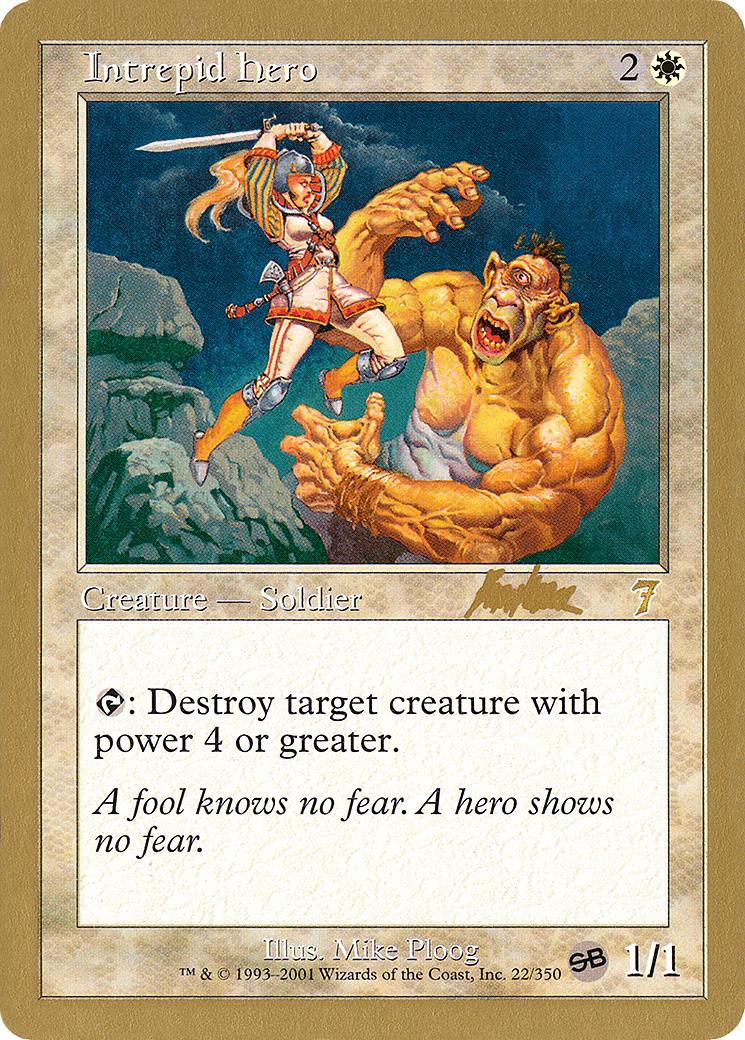 Intrepid Hero 2
Creature — Soldier 7
: Destroy target creature with
power 4 or greater.
A fool knows no fear. A hero shows
no fear.
Illus. Mike Ploog
™ & © 1993–2001 Wizards of the Coast, Inc. 22/350 SB 1/1